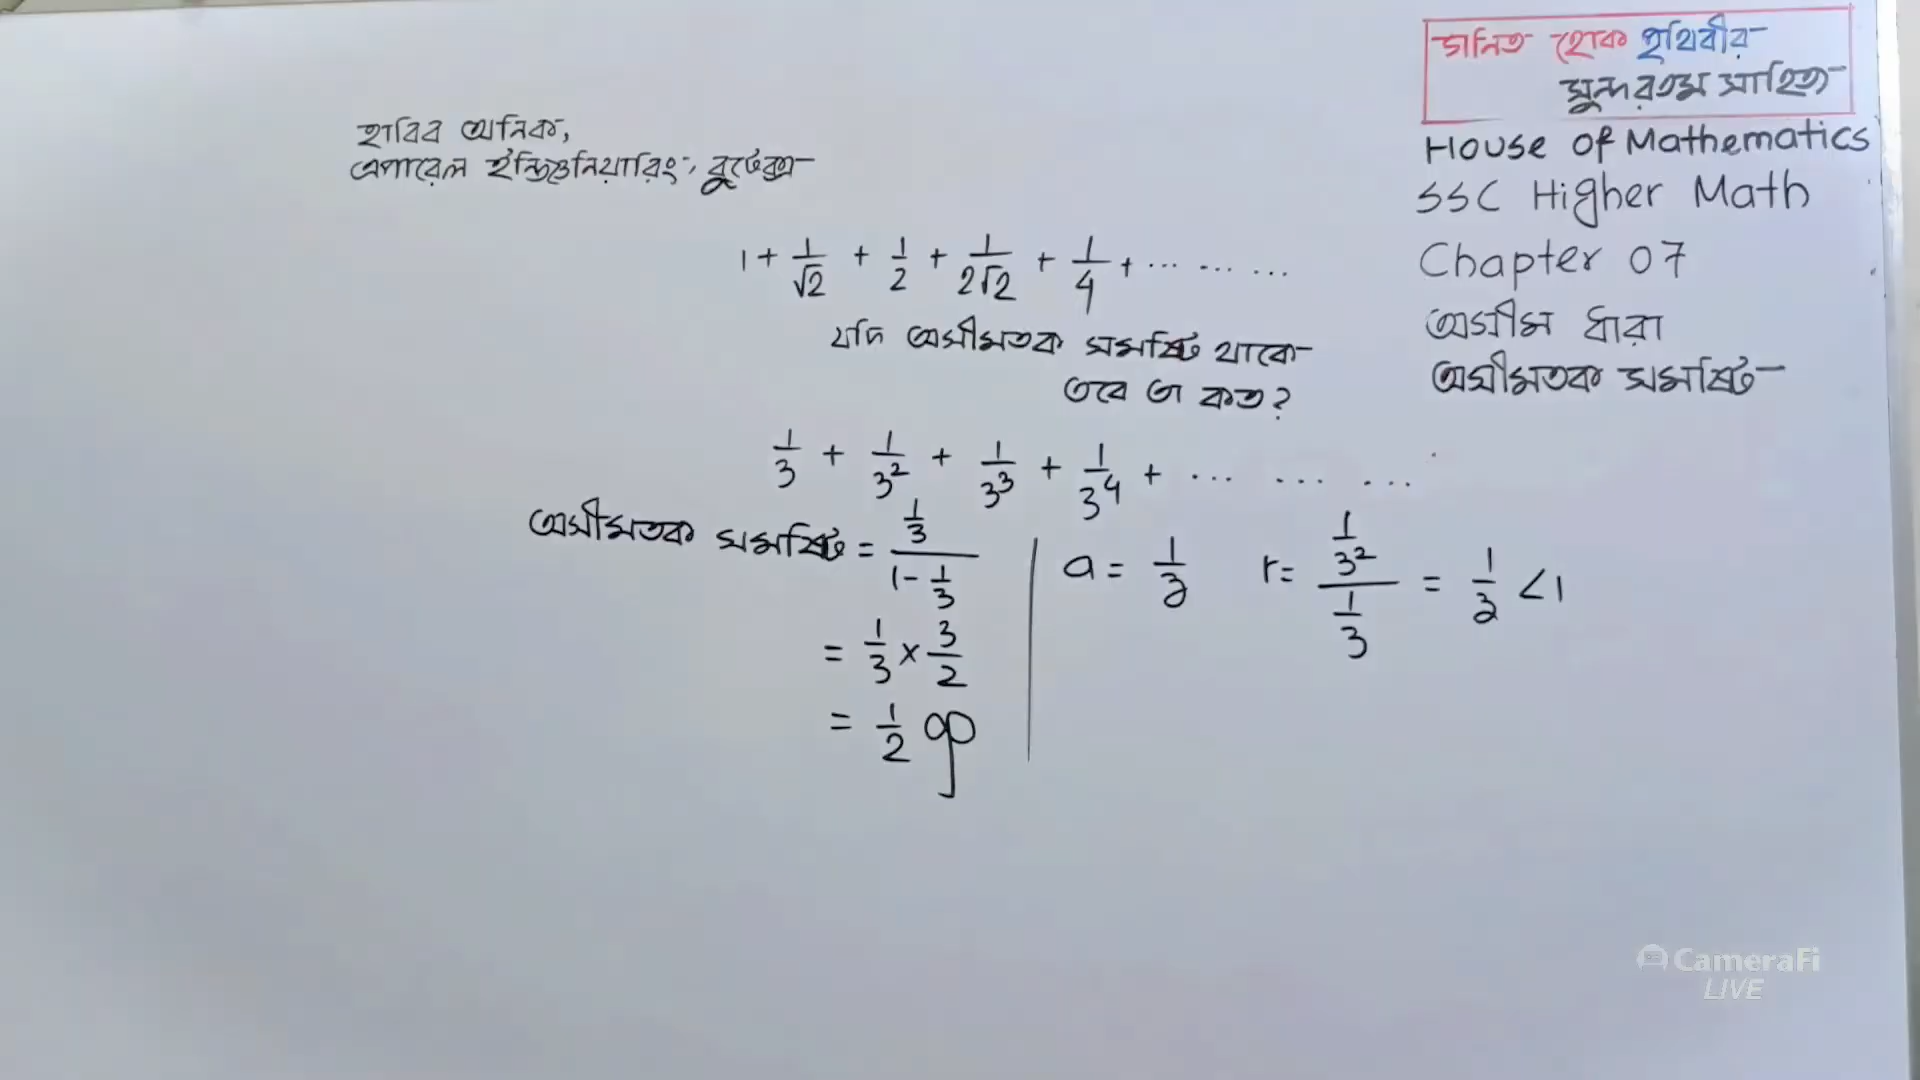 গনিত হোক পৃথিবীর
সুন্দরতম সাহিত্য
House of Mathematics
SSC Higher Math
Chapter 07
অসীম ধারা
অসীমতক সমষ্টি
হাবিব অনিক,
এপারেল ইন্জিনিয়ারিং, বুটেক্স
1 + 1/√2 + 1/2 + 1/2√2 + 1/4 + ... ... ...
যদি অসীমতক সমষ্টি থাকে
তবে তা কত?
1/3 + 1/3² + 1/3³ + 1/3⁴ + ... ... ...
অসীমতক সমষ্টি = (1/3)/(1 - 1/3)
= 1/3 × 3/2
= 1/2
a = 1/3 r = (1/3²)/(1/3) = 1/3 < 1
CameraFi
LIVE